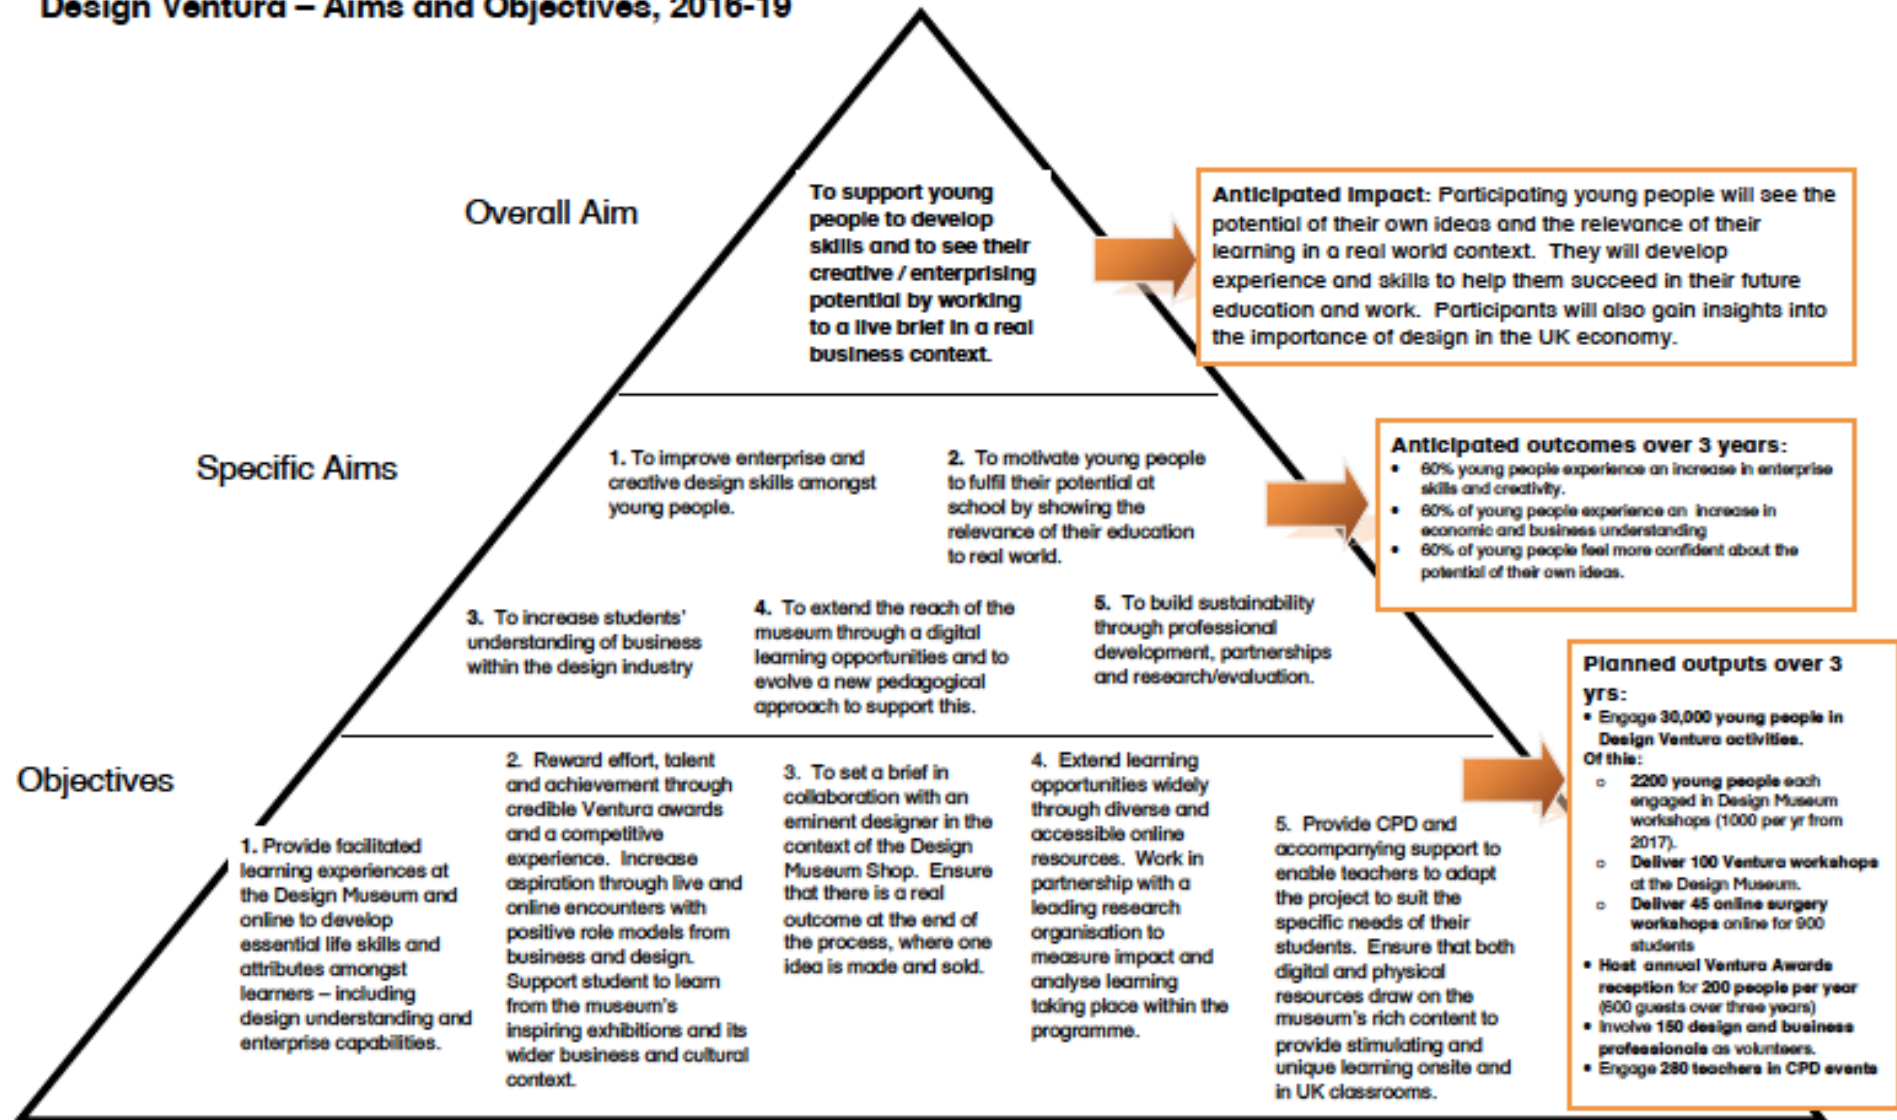 Design Ventura – Aims and Objectives, 2016-19
Overall Aim
To support young
people to develop
skills and to see their
creative / enterprising
potential by working
to a live brief in a real
business context.
Anticipated Impact: Participating young people will see the
potential of their own ideas and the relevance of their
learning in a real world context. They will develop
experience and skills to help them succeed in their future
education and work. Participants will also gain insights into
the importance of design in the UK economy.
Specific Aims
1. To improve enterprise and
creative design skills amongst
young people.
2. To motivate young people
to fulfil their potential at
school by showing the
relevance of their education
to real world.
Anticipated outcomes over 3 years:
• 60% young people experience an increase in enterprise
skills and creativity.
• 60% of young people experience an increase in
economic and business understanding
• 60% of young people feel more confident about the
potential of their own ideas.
3. To increase students'
understanding of business
within the design industry
4. To extend the reach of the
museum through a digital
learning opportunities and to
evolve a new pedagogical
approach to support this.
5. To build sustainability
through professional
development, partnerships
and research/evaluation.
Objectives
1. Provide facilitated
learning experiences at
the Design Museum and
online to develop
essential life skills and
attributes amongst
learners – including
design understanding and
enterprise capabilities.
2. Reward effort, talent
and achievement through
credible Ventura awards
and a competitive
experience. Increase
aspiration through live and
online encounters with
positive role models from
business and design.
Support student to learn
from the museum's
inspiring exhibitions and its
wider business and cultural
context.
3. To set a brief in
collaboration with an
eminent designer in the
context of the Design
Museum Shop. Ensure
that there is a real
outcome at the end of
the process, where one
idea is made and sold.
4. Extend learning
opportunities widely
through diverse and
accessible online
resources. Work in
partnership with a
leading research
organisation to
measure impact and
analyse learning
taking place within the
programme.
5. Provide CPD and
accompanying support to
enable teachers to adapt
the project to suit the
specific needs of their
students. Ensure that both
digital and physical
resources draw on the
museum's rich content to
provide stimulating and
unique learning onsite and
in UK classrooms.
Planned outputs over 3
yrs:
• Engage 30,000 young people in
Design Ventura activities.
Of this:
o 2200 young people each
engaged in Design Museum
workshops (1000 per yr from
2017).
o Deliver 100 Ventura workshops
at the Design Museum.
o Deliver 45 online surgery
workshops online for 900
students
• Host annual Ventura Awards
reception for 200 people per year
(600 guests over three years)
• Involve 150 design and business
professionals as volunteers.
• Engage 280 teachers in CPD events